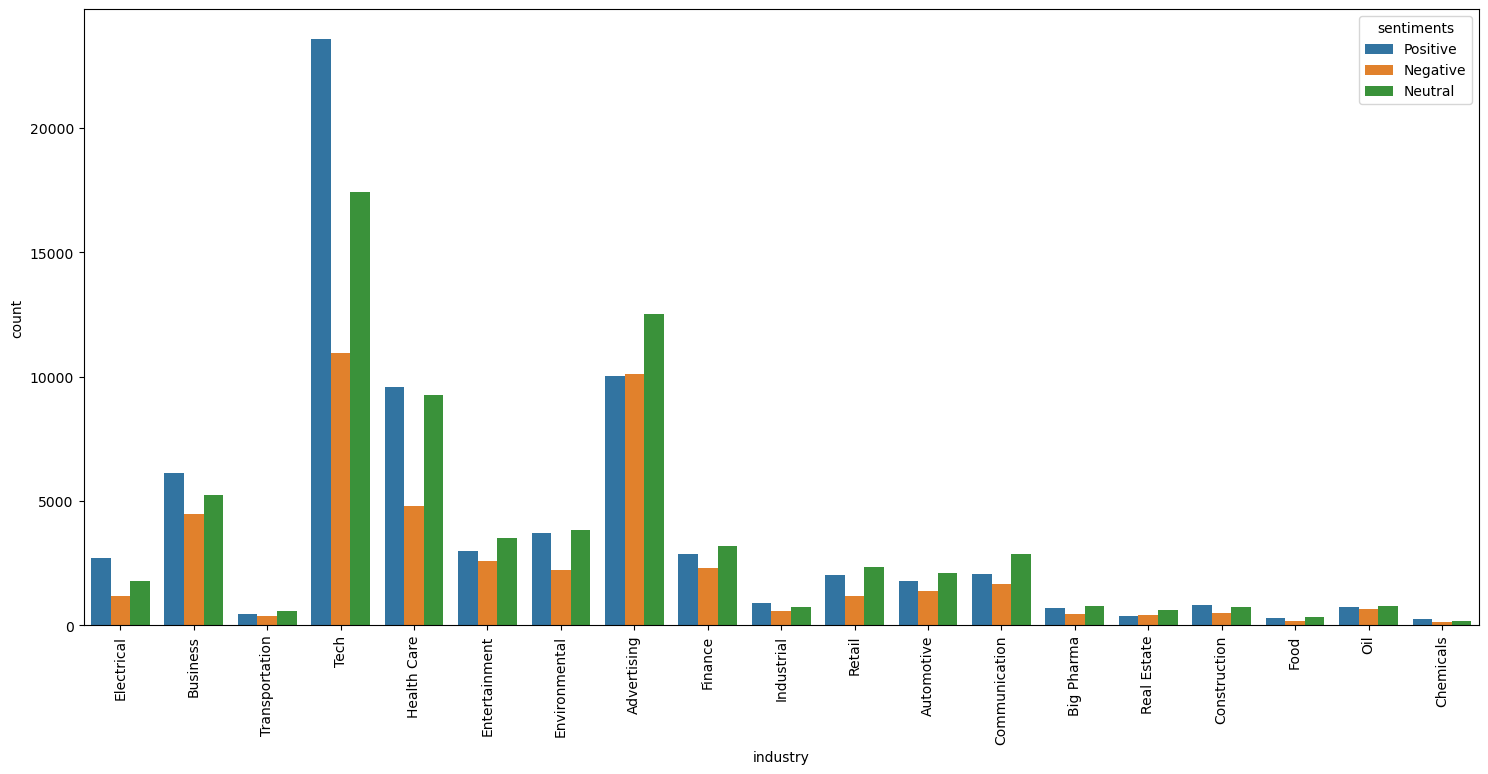 sentiments
Positive
Negative
Neutral
20000
15000
10000
5000
0
count
Electrical
Business
Transportation
Tech
Health Care
Entertainment
Environmental
Advertising
Finance
Industrial
Retail
Automotive
Communication
Big Pharma
Real Estate
Construction
Food
Oil
Chemicals
industry